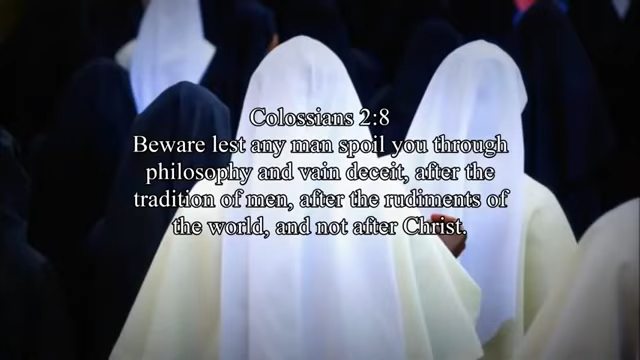 Colossians 2:8
Beware lest any man spoil you through
philosophy and vain deceit, after the
tradition of men, after the rudiments of
the world, and not after Christ.